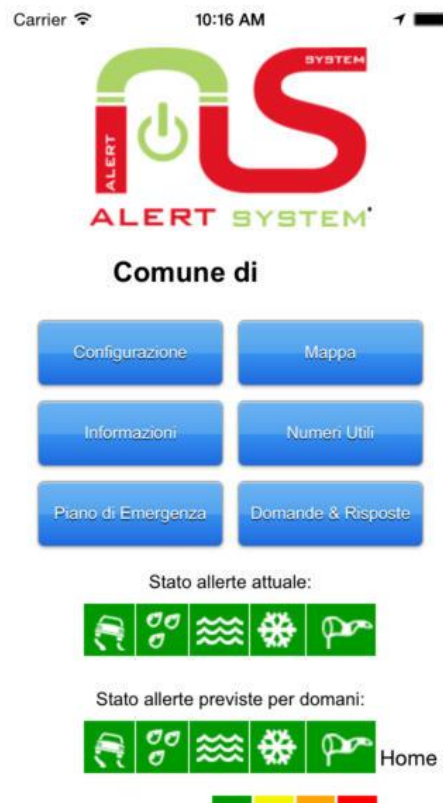 Carrier 10:16 AM
SYSTEM
ALERT
ALERT SYSTEM
Comune di
Configurazione Mappa
Informazioni Numeri Utili
Piano di Emergenza Domande & Risposte
Stato allerte attuale:
Stato allerte previste per domani:
Home